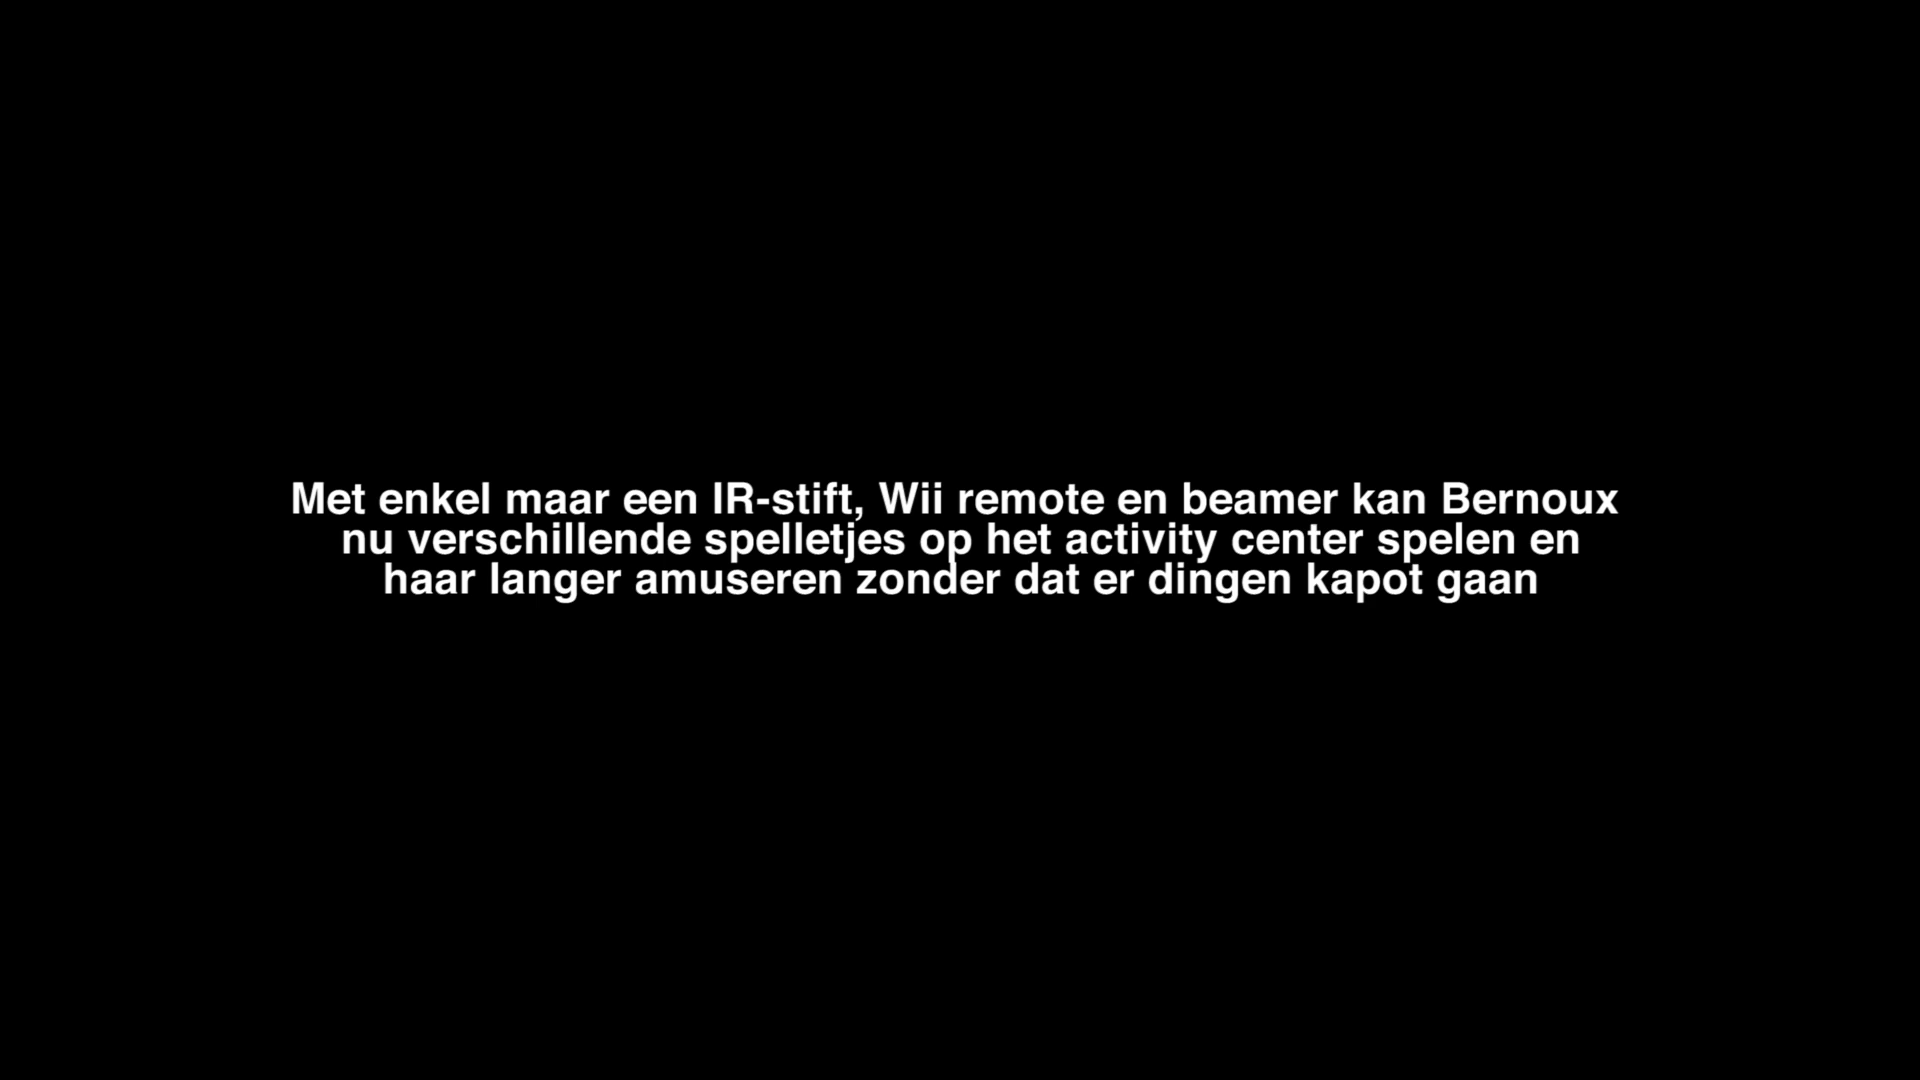 Met enkel maar een IR-stift, Wii remote en beamer kan Bernoux
nu verschillende spelletjes op het activity center spelen en
haar langer amuseren zonder dat er dingen kapot gaan